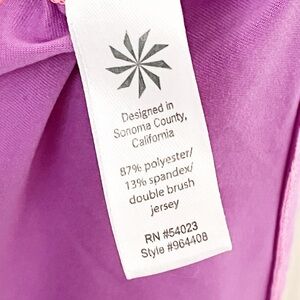 Designed in
Sonoma County,
California
87% polyester/
13% spandex/
double brush
jersey
RN #54023
Style #964408